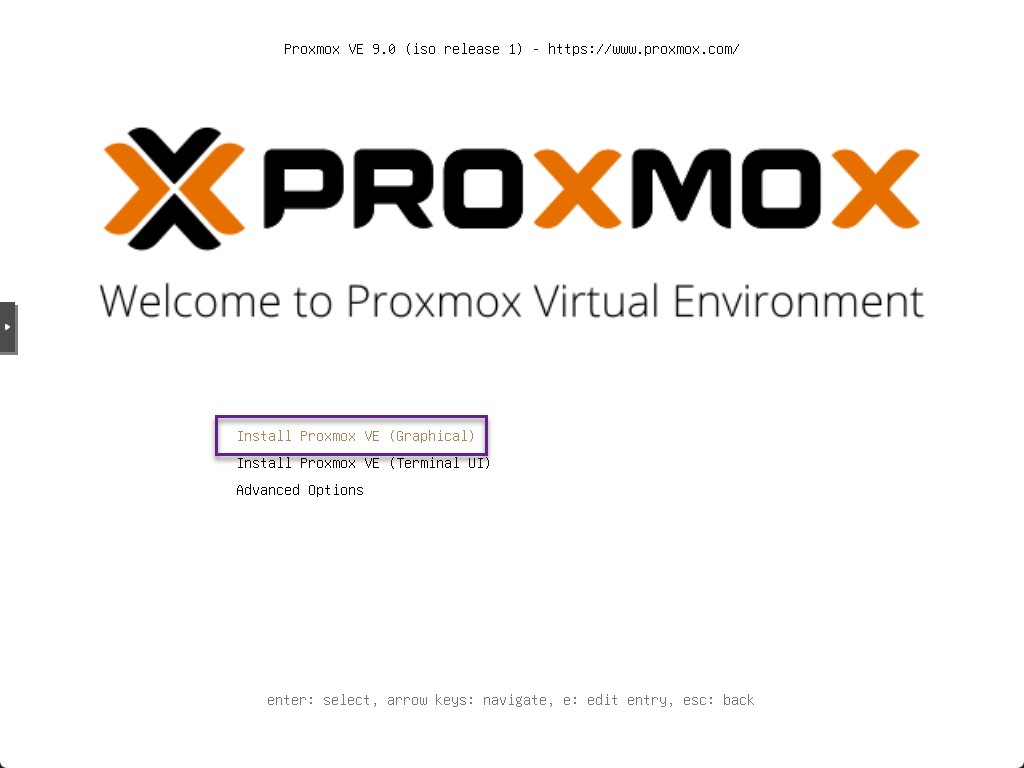 Proxmox VE 9.0 (iso release 1) - https://www.proxmox.com/
PROXMOX
Welcome to Proxmox Virtual Environment
Install Proxmox VE (Graphical)
Install Proxmox VE (Terminal UI)
Advanced Options
enter: select, arrow keys: navigate, e: edit entry, esc: back